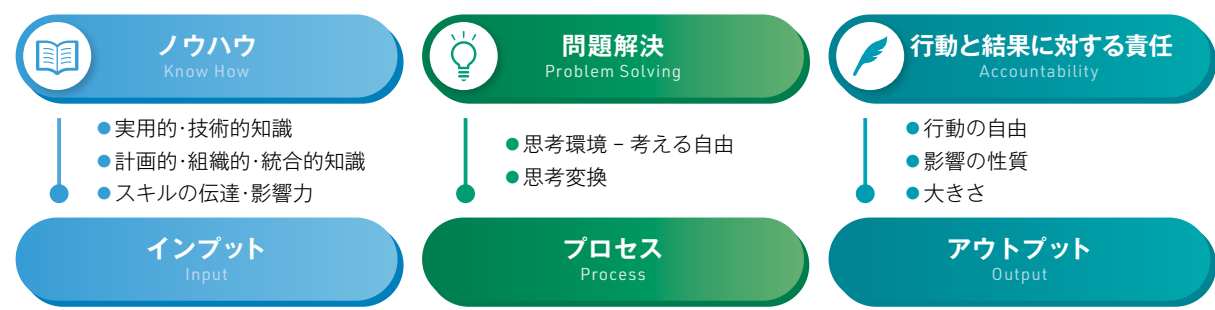 ノウハウ
Know How
●実用的･技術的知識
●計画的･組織的･統合的知識
●スキルの伝達･影響力
インプット
Input
問題解決
Problem Solving
●思考環境 – 考える自由
●思考変換
プロセス
Process
行動と結果に対する責任
Accountability
●行動の自由
●影響の性質
●大きさ
アウトプット
Output